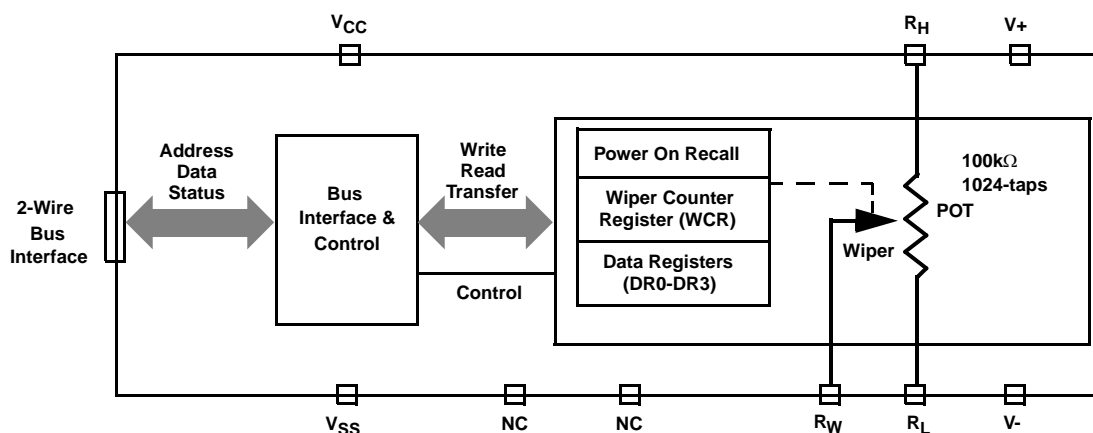 VCC
RH
V+
Address
Data
Status
Write
Read
Transfer
Power On Recall
100kΩ
1024-taps
POT
2-Wire
Bus
Interface
Bus
Interface &
Control
Wiper Counter
Register (WCR)
Wiper
Data Registers
(DR0-DR3)
Control
VSS
NC
NC
RW
RL
V-